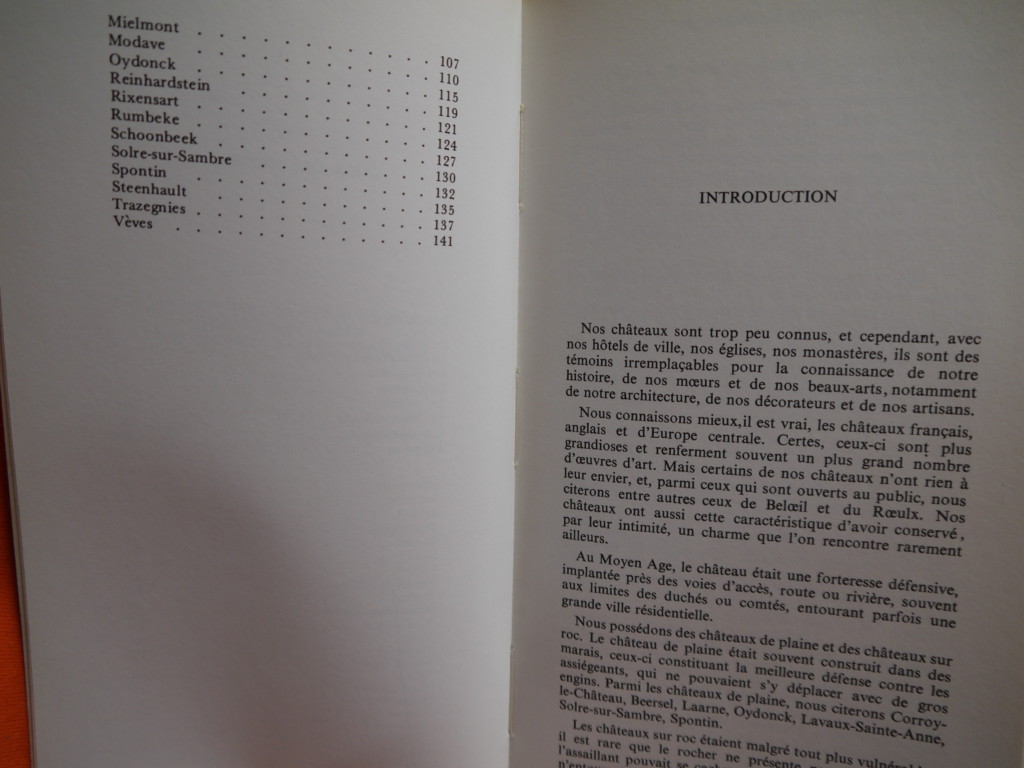 Mielmont . . . . . . . . . 107
Modave . . . . . . . . . 110
Oydonck . . . . . . . . . 115
Reinhardstein . . . . . . . . 119
Rixensart . . . . . . . . . 121
Rumbeke . . . . . . . . . 124
Schoonbeek . . . . . . . . . 127
Solre-sur-Sambre . . . . . . . 130
Spontin . . . . . . . . . 132
Steenhault . . . . . . . . . 135
Trazegnies . . . . . . . . . 137
Vèves . . . . . . . . . . 141
INTRODUCTION
Nos châteaux sont trop peu connus, et cependant, avec
nos hôtels de ville, nos églises, nos monastères, ils sont des
témoins irremplaçables pour la connaissance de notre
histoire, de nos mœurs et de nos beaux-arts, notamment
de notre architecture, de nos décorateurs et de nos artisans.
Nous connaissons mieux,il est vrai, les châteaux français,
anglais et d'Europe centrale. Certes, ceux-ci sont plus
grandioses et renferment souvent un plus grand nombre
d'œuvres d'art. Mais certains de nos châteaux n'ont rien à
leur envier, et, parmi ceux qui sont ouverts au public, nous
citerons entre autres ceux de Belœil et du Rœulx. Nos
châteaux ont aussi cette caractéristique d'avoir conservé,
par leur intimité, un charme que l'on rencontre rarement
ailleurs.
Au Moyen Age, le château était une forteresse défensive,
implantée près des voies d'accès, route ou rivière, souvent
aux limites des duchés ou comtés, entourant parfois une
grande ville résidentielle.
Nous possédons des châteaux de plaine et des châteaux sur
roc. Le château de plaine était souvent construit dans des
marais, ceux-ci constituant la meilleure défense contre les
assiégeants, qui ne pouvaient s'y déplacer avec de gros
engins. Parmi les châteaux de plaine, nous citerons Corroy-
le-Château, Beersel, Laarne, Oydonck, Lavaux-Sainte-Anne,
Solre-sur-Sambre, Spontin.
Les châteaux sur roc étaient malgré tout plus
il est rare que le rocher ne présente
l'assaillant pouvait se